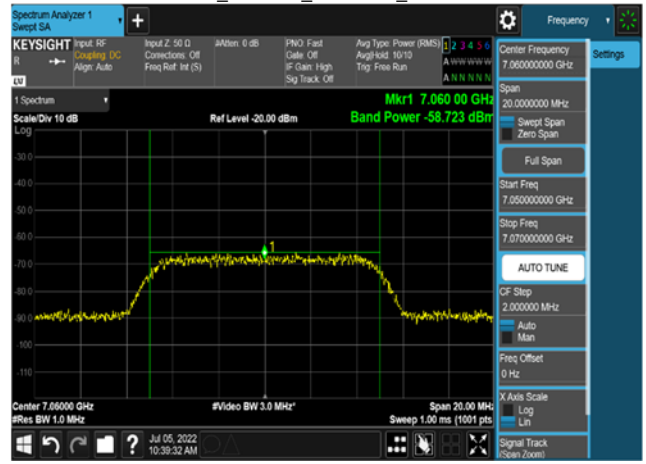 Spectrum Analyzer 1
Swept SA
Frequency
KEYSIGHT
R
LXI
Input: RF
Coupling: DC
Align: Auto
Input Z: 50 Ω
Corrections: Off
Freq Ref: Int (S)
#Atten: 0 dB
PNO: Fast
Gate: Off
IF Gain: High
Sig Track: Off
Avg Type: Power (RMS)
Avg|Hold: 10/10
Trig: Free Run
1 2 3 4 5 6
A W W W W W
A N N N N N
1 Spectrum
Scale/Div 10 dB
Ref Level -20.00 dBm
Mkr1 7.060 00 GHz
Band Power -58.723 dBm
Log
-30.0
-40.0
-50.0
-60.0
-70.0
-80.0
-90.0
-100
-110
1
Center 7.06000 GHz
#Res BW 1.0 MHz
#Video BW 3.0 MHz*
Span 20.00 MHz
Sweep 1.00 ms (1001 pts
Jul 05, 2022
10:39:32 AM
Center Frequency
7.060000000 GHz
Settings
Span
20.0000000 MHz
Swept Span
Zero Span
Full Span
Start Freq
7.050000000 GHz
Stop Freq
7.070000000 GHz
AUTO TUNE
CF Step
2.000000 MHz
Auto
Man
Freq Offset
0 Hz
X Axis Scale
Log
Lin
Signal Track
(Span Zoom)